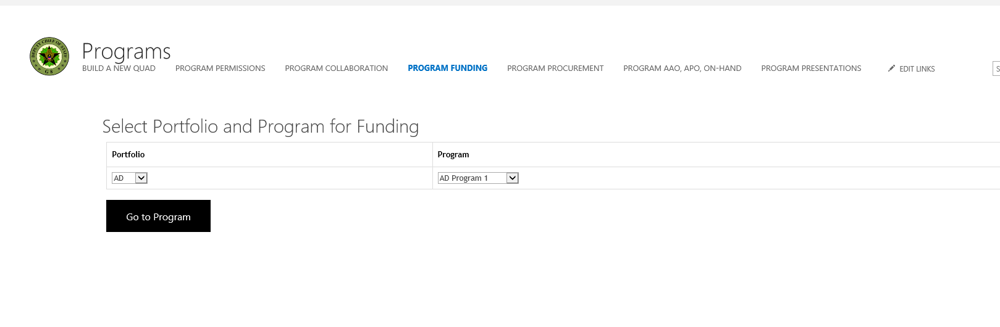 DEPUTY CHIEF OF STAFF
G 8
Programs
BUILD A NEW QUAD PROGRAM PERMISSIONS PROGRAM COLLABORATION PROGRAM FUNDING PROGRAM PROCUREMENT PROGRAM AAO, APO, ON-HAND PROGRAM PRESENTATIONS EDIT LINKS S
Select Portfolio and Program for Funding
Portfolio Program
AD AD Program 1
Go to Program